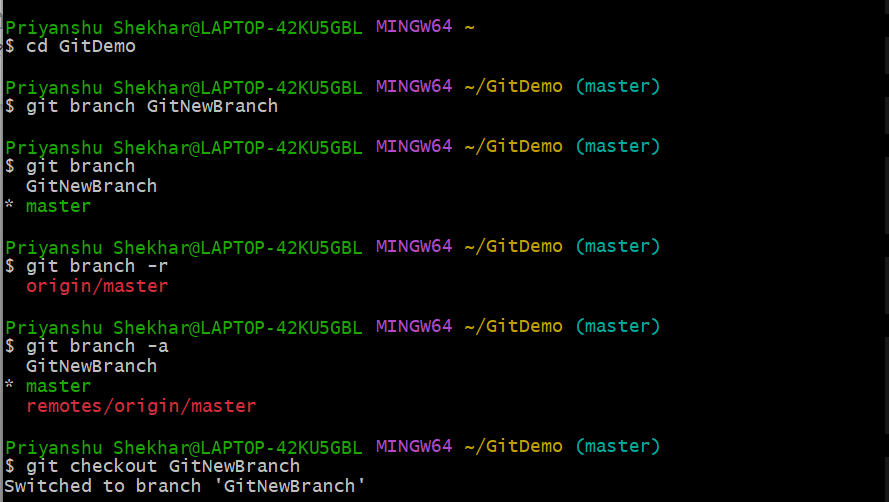 Priyanshu Shekhar@LAPTOP-42KU5GBL MINGW64 ~
$ cd GitDemo
Priyanshu Shekhar@LAPTOP-42KU5GBL MINGW64 ~/GitDemo (master)
$ git branch GitNewBranch
Priyanshu Shekhar@LAPTOP-42KU5GBL MINGW64 ~/GitDemo (master)
$ git branch
  GitNewBranch
* master
Priyanshu Shekhar@LAPTOP-42KU5GBL MINGW64 ~/GitDemo (master)
$ git branch -r
  origin/master
Priyanshu Shekhar@LAPTOP-42KU5GBL MINGW64 ~/GitDemo (master)
$ git branch -a
  GitNewBranch
* master
  remotes/origin/master
Priyanshu Shekhar@LAPTOP-42KU5GBL MINGW64 ~/GitDemo (master)
$ git checkout GitNewBranch
Switched to branch 'GitNewBranch'